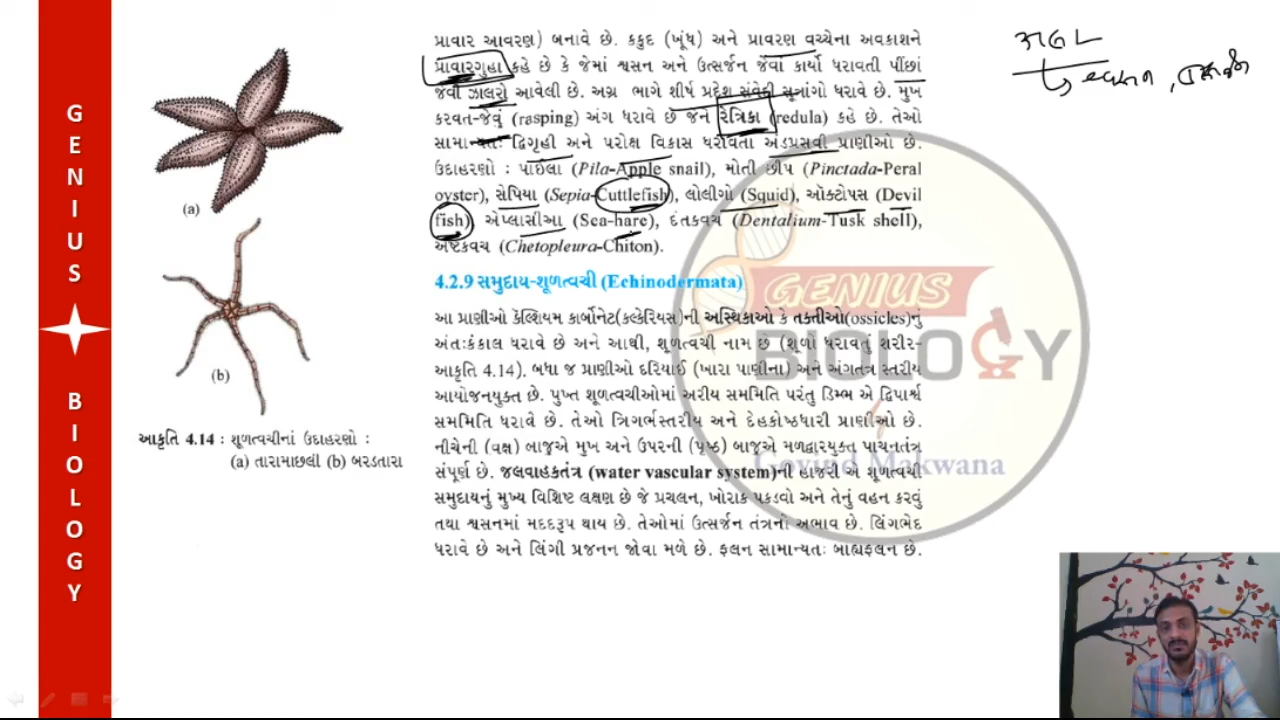 GENIUS
BIOLOGY
(a)
(b)
આકૃતિ 4.14 : શૂળત્વચીનાં ઉદાહરણો :
(a) તારામાછલી (b) બરડતારા
પ્રાવાર આવરણ) બનાવે છે. કકુદ (ખૂંધ) અને પ્રાવરણ વચ્ચેના અવકાશને
પ્રાવારગુહા કહે છે કે જેમાં શ્વસન અને ઉત્સર્જન જેવાં કાર્યો ધરાવતી પીંછાં
જેવી ઝાલરો આવેલી છે. અગ્ર ભાગે શીર્ષ પ્રદેશ સંવેદી સૂત્રાંગો ધરાવે છે. મુખ
કરવત-જેવું (rasping) અંગ ધરાવે છે જેને રેત્રિકા (redula) કહે છે. તેઓ
સામાન્યતઃ દ્વિગૃહી અને પરોક્ષ વિકાસ ધરાવતા અંડપ્રસવી પ્રાણીઓ છે.
ઉદાહરણો : પાઇલા (Pila-Apple snail), મોતી છીપ (Pinctada-Peral
oyster), સેપિયા (Sepia-Cuttlefish), લોલીગો (Squid), ઑક્ટોપસ (Devil
fish) એપ્લાસીઆ (Sea-hare), દંતકવચ (Dentalium-Tusk shell),
અષ્ટકવચ (Chetopleura-Chiton).
4.2.9 સમુદાય-શૂળત્વચી (Echinodermata)
આ પ્રાણીઓ કૅલ્શિયમ કાર્બોનેટ(કલ્કેરિયસ)ની અસ્થિકાઓ કે તક્તીઓ(ossicles)નું
અંતઃકંકાલ ધરાવે છે અને આથી, શૂળત્વચી નામ છે (શૂળો ધરાવતું શરીર-
આકૃતિ 4.14). બધા જ પ્રાણીઓ દરિયાઈ (ખારા પાણીના) અને અંગતંત્ર સ્તરીય
આયોજનયુક્ત છે. પુખ્ત શૂળત્વચીઓમાં અરીય સમમિતિ પરંતુ ડિમ્ભ એ દ્વિપાર્શ્વ
સમમિતિ ધરાવે છે. તેઓ ત્રિગર્ભસ્તરીય અને દેહકોષ્ઠધારી પ્રાણીઓ છે.
નીચેની (વક્ષ) બાજુએ મુખ અને ઉપરની (પૃષ્ઠ) બાજુએ મળદ્વારયુક્ત પાચનતંત્ર
સંપૂર્ણ છે. જલવાહકતંત્ર (water vascular system)ની હાજરી એ શૂળત્વચી
સમુદાયનું મુખ્ય વિશિષ્ટ લક્ષણ છે જે પ્રચલન, ખોરાક પકડવો અને તેનું વહન કરવું
તથા શ્વસનમાં મદદરૂપ થાય છે. તેઓમાં ઉત્સર્જન તંત્રનો અભાવ છે. લિંગભેદ
ધરાવે છે અને લિંગી પ્રજનન જોવા મળે છે. ફલન સામાન્યતઃ બાહ્યફલન છે.
GENIUS
BIOLOGY
Govind Makwana